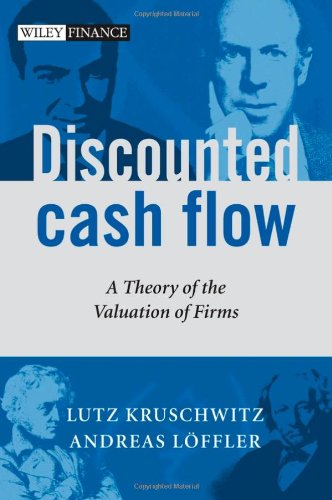 WILEY FINANCE
Discounted
cash flow
A Theory of the
Valuation of Firms
LUTZ KRUSCHWITZ
ANDREAS LÖFFLER